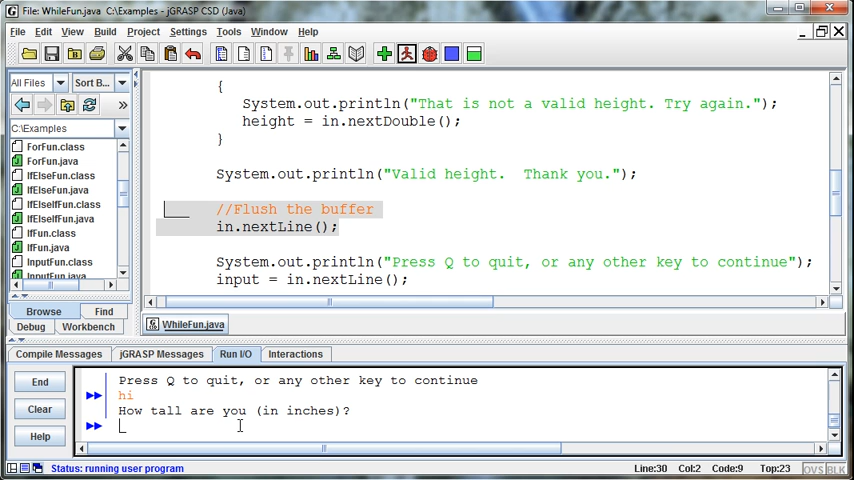 File: WhileFun.java  C:\Examples - jGRASP CSD (Java)
File Edit View Build Project Settings Tools Window Help
All Files Sort B...
C:\Examples
ForFun.class
ForFun.java
IfElseFun.class
IfElseFun.java
IfElseIfFun.class
IfElseIfFun.java
IfFun.class
IfFun.java
InputFun.class
InputFun.java
Browse Find
Debug Workbench
{
System.out.println("That is not a valid height. Try again.");
height = in.nextDouble();
}
System.out.println("Valid height.  Thank you.");
//Flush the buffer
in.nextLine();
System.out.println("Press Q to quit, or any other key to continue");
input = in.nextLine();
WhileFun.java
Compile Messages jGRASP Messages Run I/O Interactions
End
Clear
Help
Press Q to quit, or any other key to continue
hi
How tall are you (in inches)?
Status: running user program Line:30 Col:2 Code:9 Top:23 OVS BLK